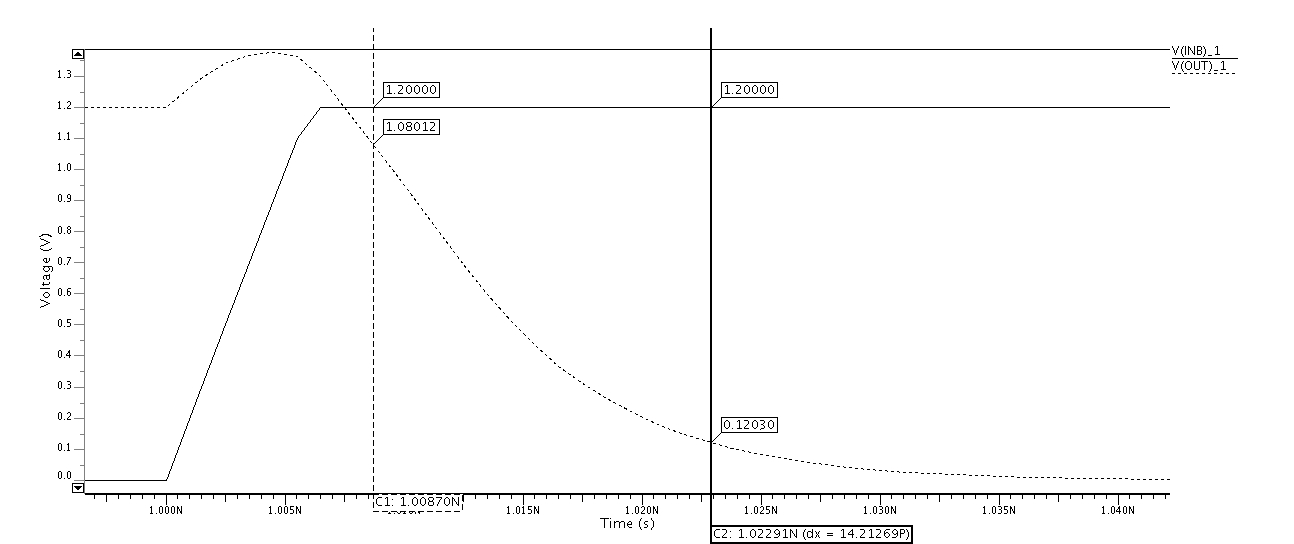 V(INB)_1
V(OUT)_1
1.3
1.2
1.1
1.0
0.9
0.8
0.7
0.6
0.5
0.4
0.3
0.2
0.1
0.0
Voltage (V)
1.20000
1.20000
1.08012
0.12030
1.000N
1.005N
1.015N
1.020N
1.025N
1.030N
1.035N
1.040N
C1: 1.00870N
Time (s)
C2: 1.02291N (dx = 14.21269P)